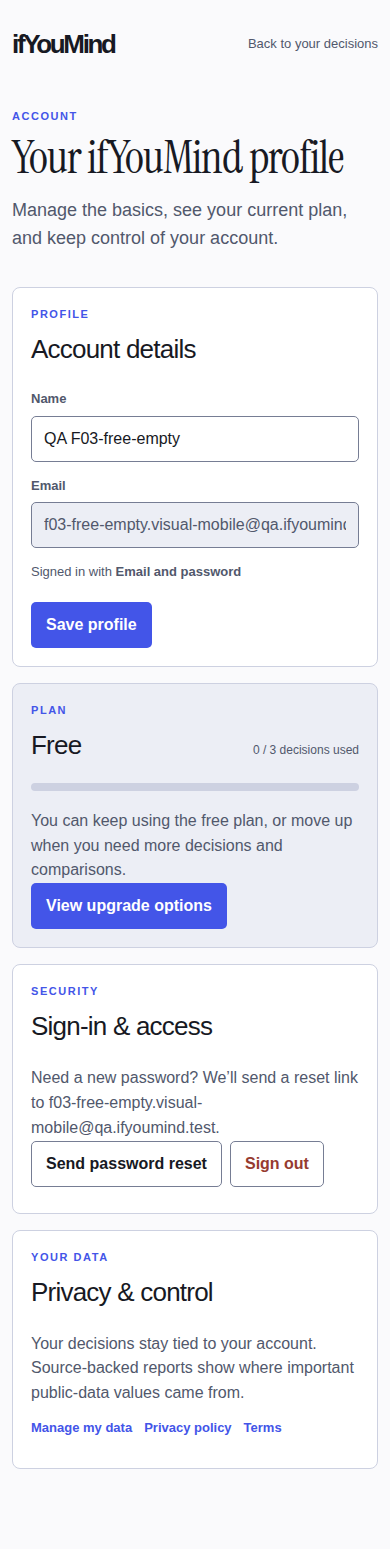 ifYouMind
Back to your decisions
ACCOUNT
Your ifYouMind profile
Manage the basics, see your current plan,
and keep control of your account.
PROFILE
Account details
Name
QA F03-free-empty
Email
f03-free-empty.visual-mobile@qa.ifyoumind
Signed in with Email and password
Save profile
PLAN
Free
0 / 3 decisions used
You can keep using the free plan, or move up
when you need more decisions and
comparisons.
View upgrade options
SECURITY
Sign-in & access
Need a new password? We’ll send a reset link
to f03-free-empty.visual-
mobile@qa.ifyoumind.test.
Send password reset
Sign out
YOUR DATA
Privacy & control
Your decisions stay tied to your account.
Source-backed reports show where important
public-data values came from.
Manage my data
Privacy policy
Terms